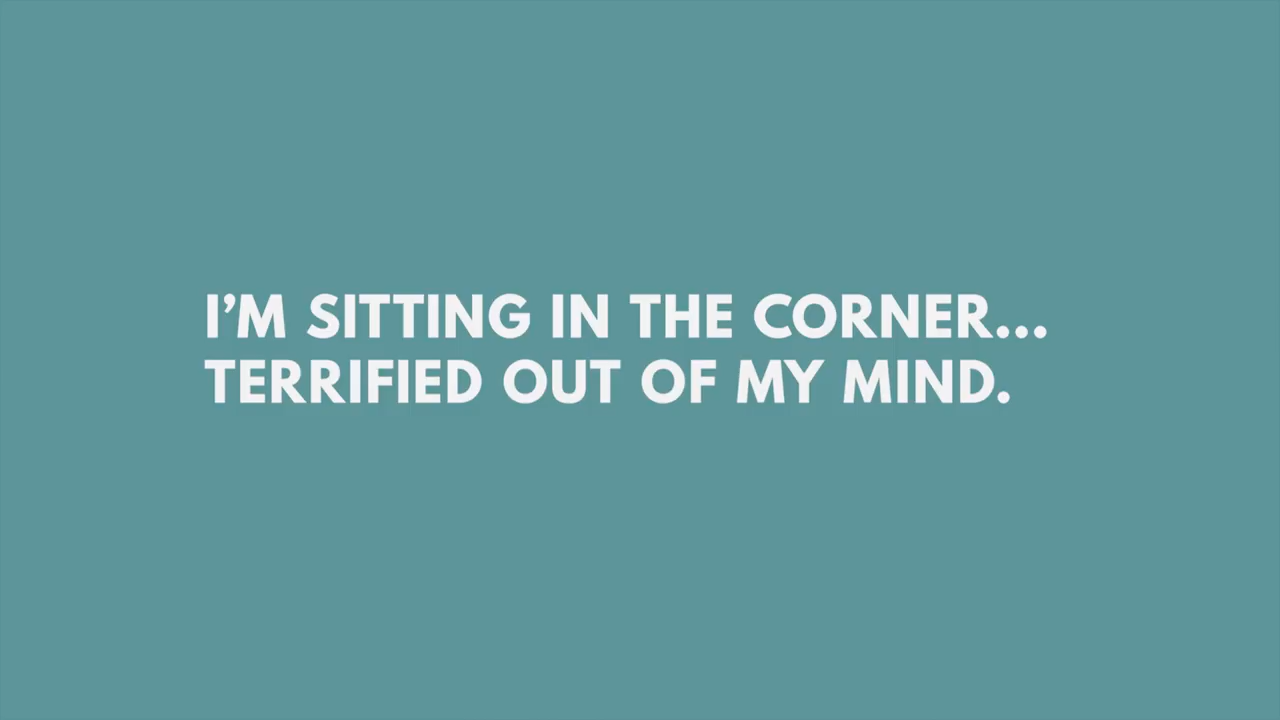 I’M SITTING IN THE CORNER...
TERRIFIED OUT OF MY MIND.